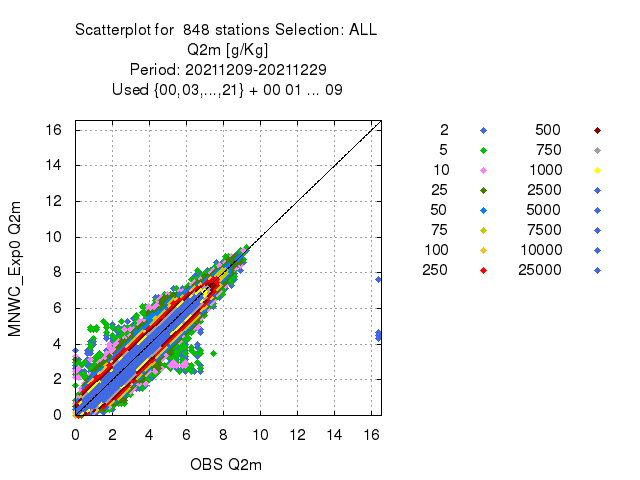 Scatterplot for 848 stations Selection: ALL
Q2m [g/Kg]
Period: 20211209-20211229
Used {00,03,...,21} + 00 01 ... 09
16
14
12
10
8
6
4
2
0
MNWC_Exp0 Q2m
0 2 4 6 8 10 12 14 16
OBS Q2m
2 500
5 750
10 1000
25 2500
50 5000
75 7500
100 10000
250 25000